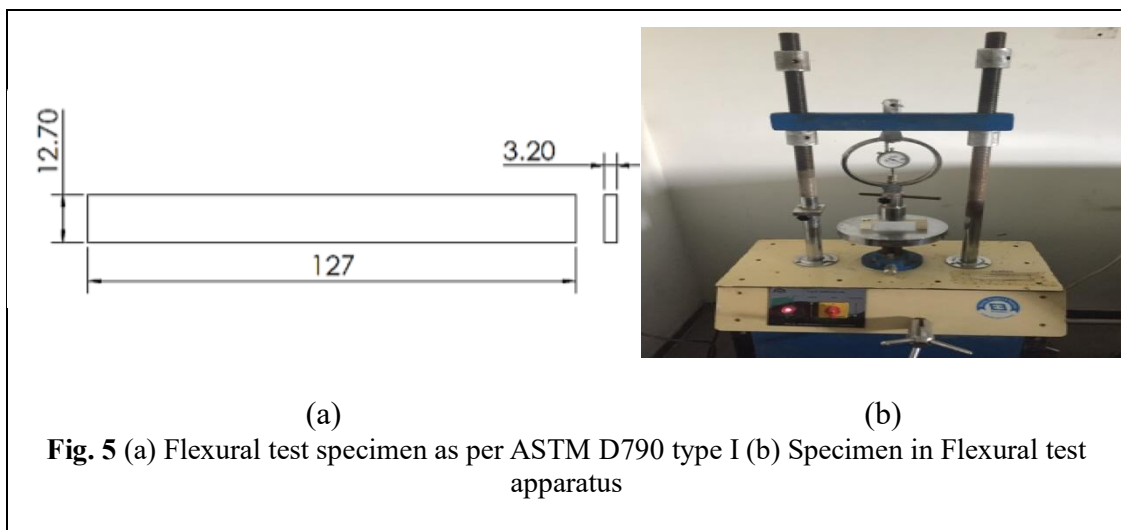 12.70
3.20
127
(a)
(b)
Fig. 5 (a) Flexural test specimen as per ASTM D790 type I (b) Specimen in Flexural test
apparatus